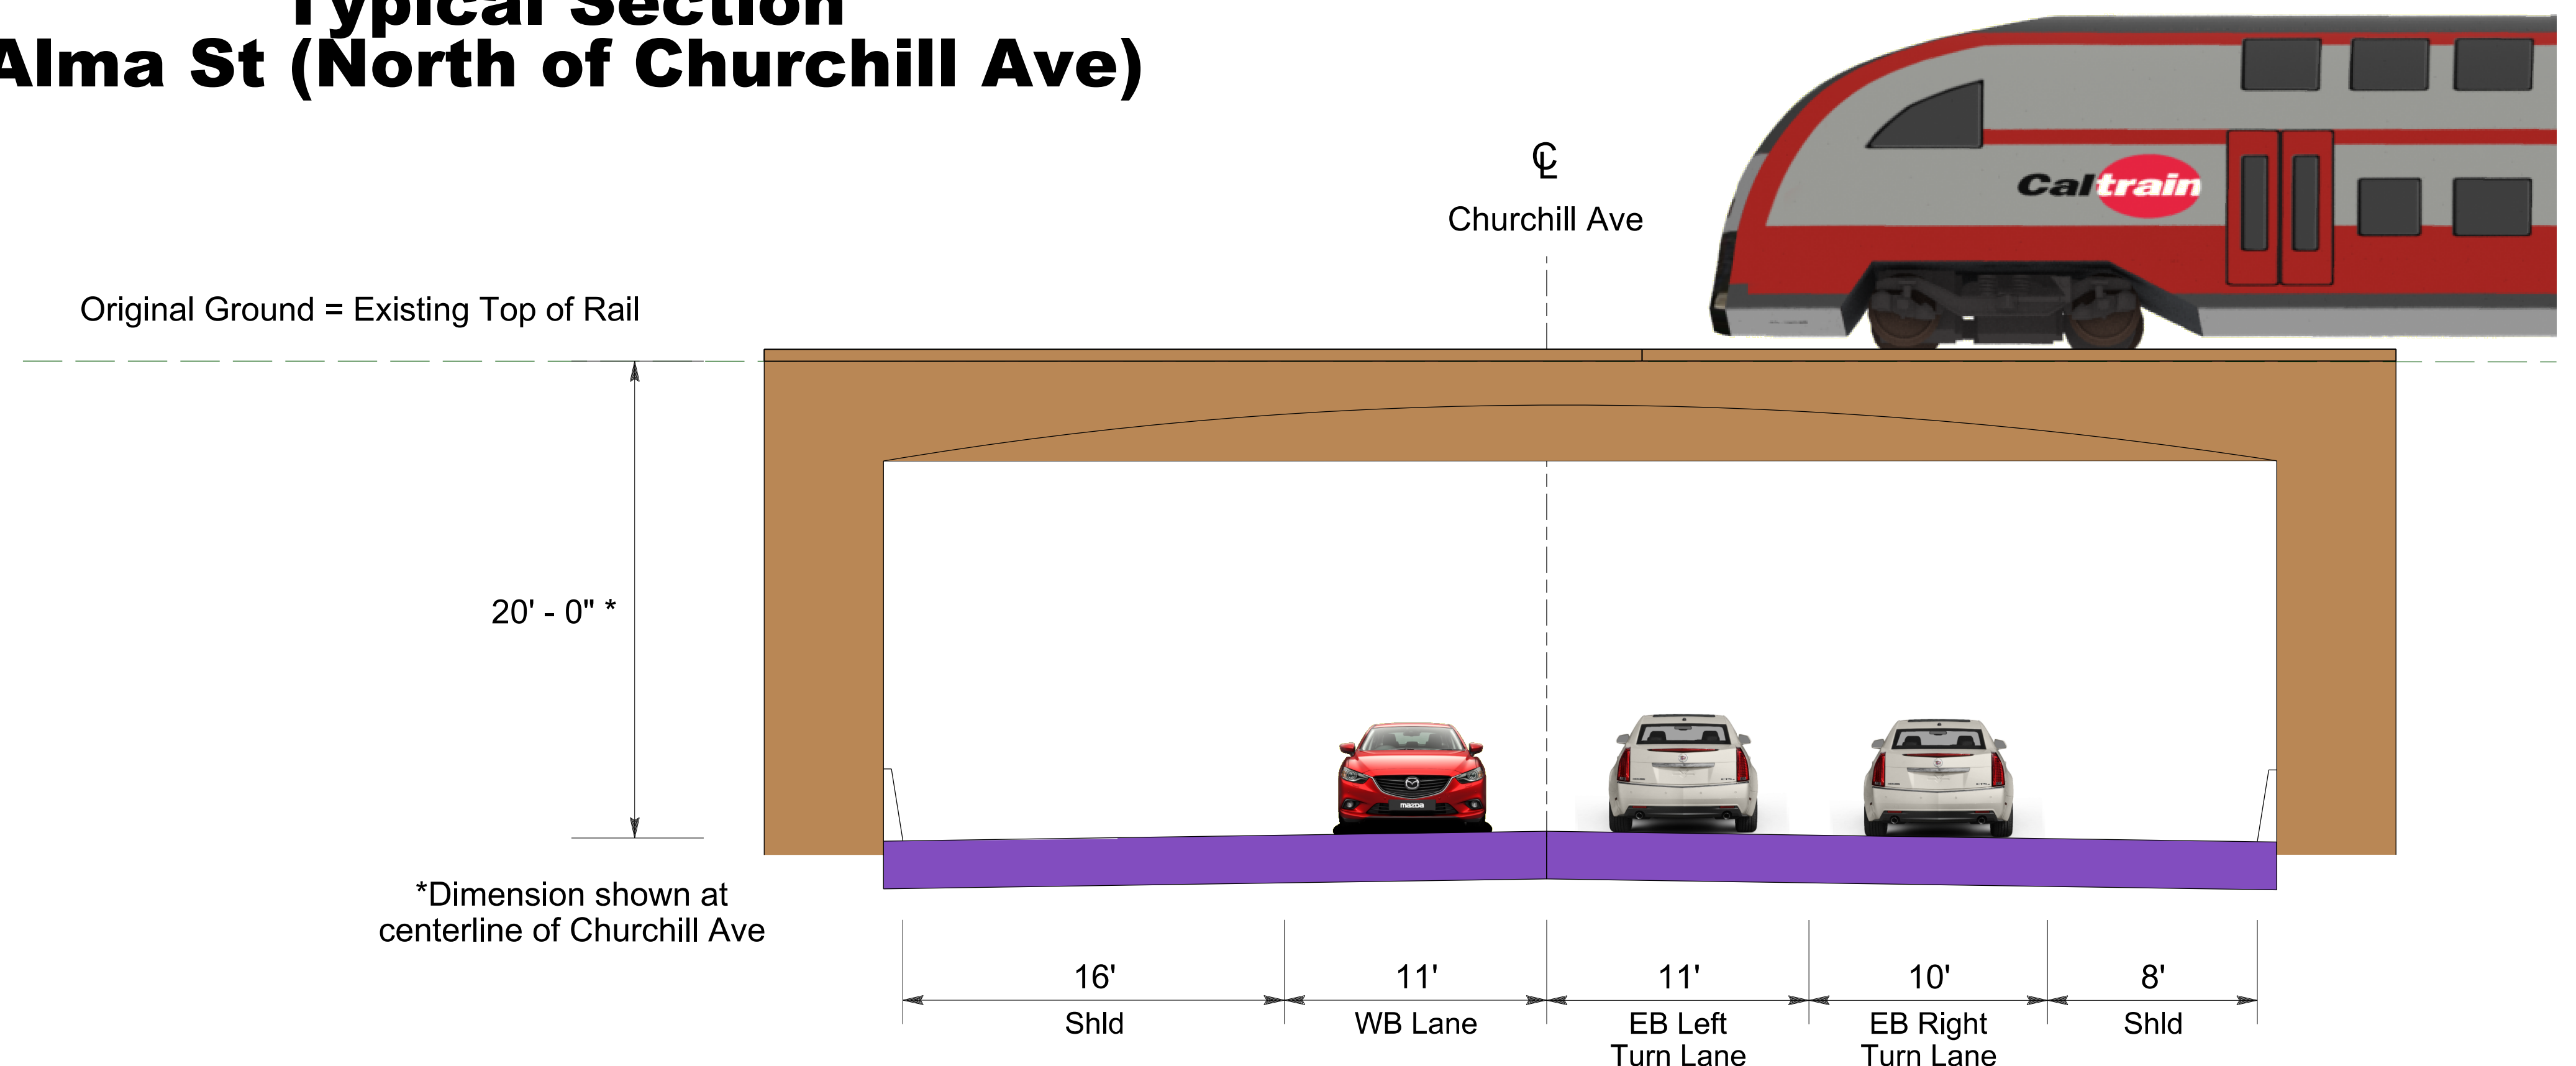 Typical Section
Alma St (North of Churchill Ave)
℄
Churchill Ave
Caltrain
Original Ground = Existing Top of Rail
20' - 0" *
mazda
*Dimension shown at
centerline of Churchill Ave
16'
11'
11'
10'
8'
Shld
WB Lane
EB Left
Turn Lane
EB Right
Turn Lane
Shld